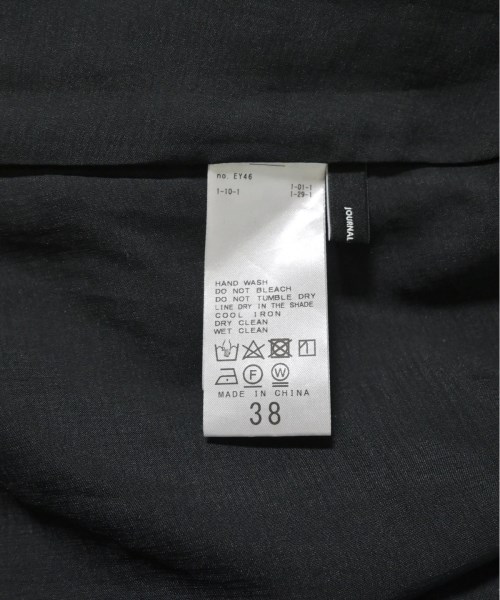 no. EY46
1-10-1
1-01-1
1-29-1
JOURNAL
HAND WASH
DO NOT BLEACH
DO NOT TUMBLE DRY
LINE DRY IN THE SHADE
COOL IRON
DRY CLEAN
WET CLEAN
F W
MADE IN CHINA
38